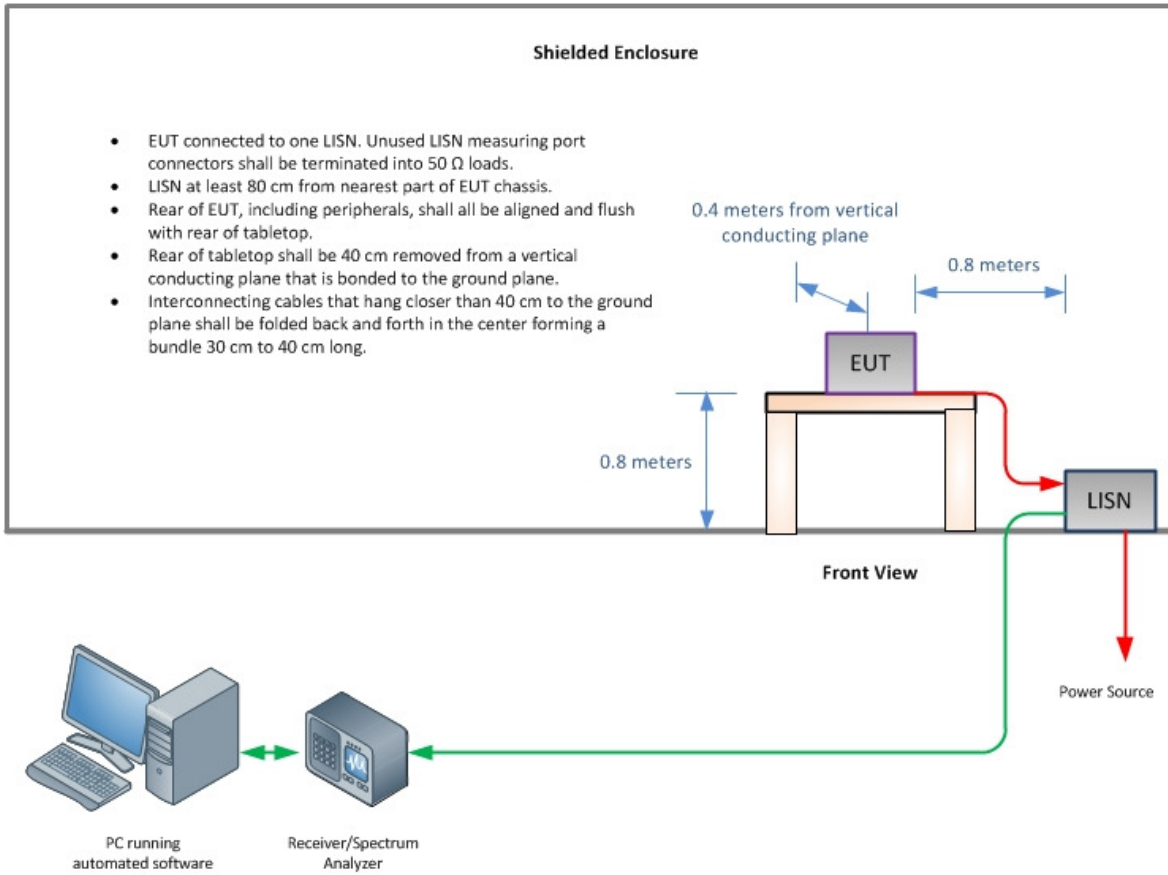 Shielded Enclosure
• EUT connected to one LISN. Unused LISN measuring port
connectors shall be terminated into 50 Ω loads.
• LISN at least 80 cm from nearest part of EUT chassis.
• Rear of EUT, including peripherals, shall all be aligned and flush
with rear of tabletop.
• Rear of tabletop shall be 40 cm removed from a vertical
conducting plane that is bonded to the ground plane.
• Interconnecting cables that hang closer than 40 cm to the ground
plane shall be folded back and forth in the center forming a
bundle 30 cm to 40 cm long.
0.4 meters from vertical
conducting plane
0.8 meters
EUT
0.8 meters
LISN
Front View
Power Source
PC running
automated software
Receiver/Spectrum
Analyzer